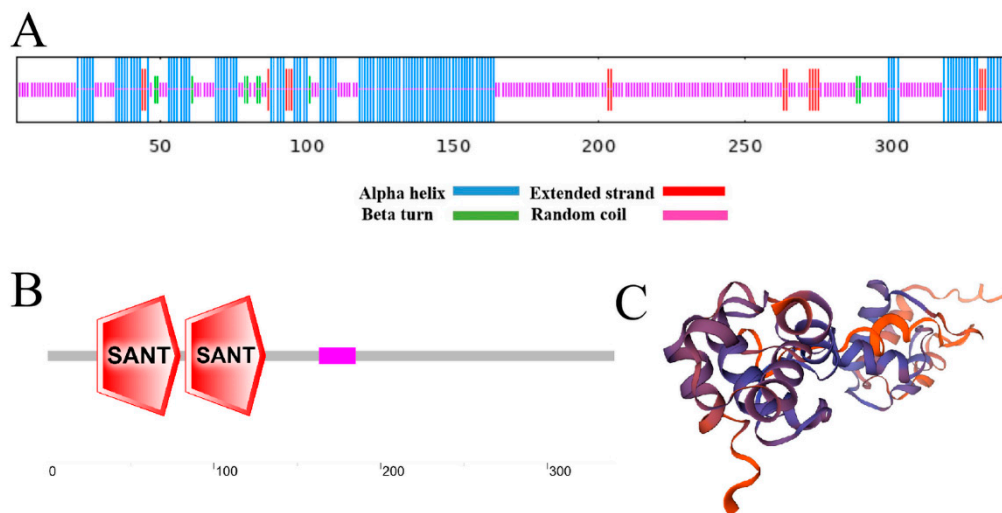 A
50 100 150 200 250 300
Alpha helix Extended strand
Beta turn Random coil
B
C
SANT SANT
0 100 200 300